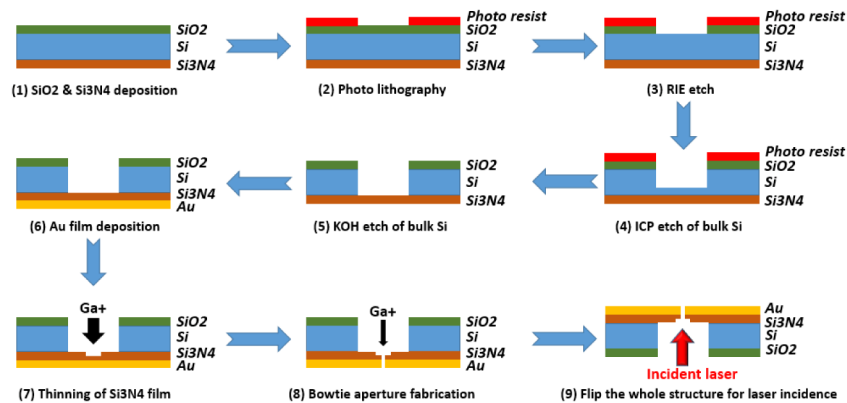 SiO2
Si
Si3N4
(1) SiO2 & Si3N4 deposition
Photo resist
SiO2
Si
Si3N4
(2) Photo lithography
Photo resist
SiO2
Si
Si3N4
(3) RIE etch
Photo resist
SiO2
Si
Si3N4
(4) ICP etch of bulk Si
SiO2
Si
Si3N4
(5) KOH etch of bulk Si
SiO2
Si
Si3N4
Au
(6) Au film deposition
Ga+
SiO2
Si
Si3N4
Au
(7) Thinning of Si3N4 film
Ga+
SiO2
Si
Si3N4
Au
(8) Bowtie aperture fabrication
Au
Si3N4
Si
SiO2
Incident laser
(9) Flip the whole structure for laser incidence